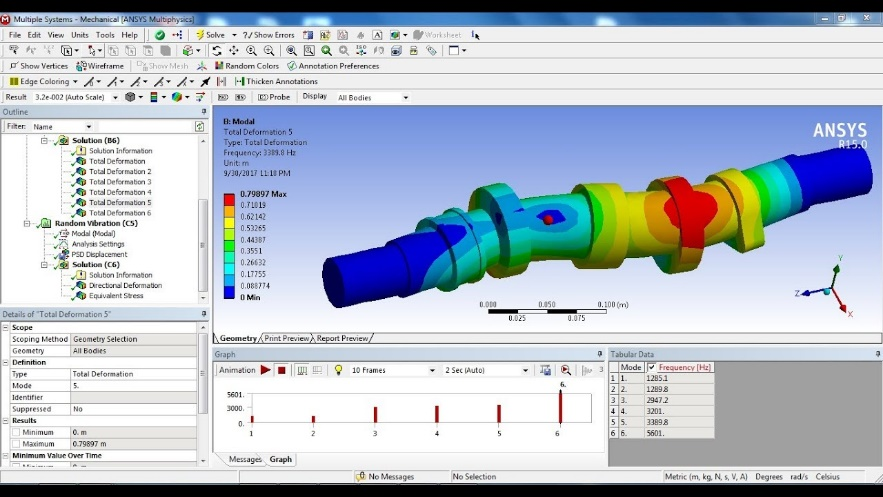 Multiple Systems - Mechanical [ANSYS Multiphysics]
File Edit View Units Tools Help Solve ?/ Show Errors Worksheet
Show Vertices Wireframe Show Mesh Random Colors Annotation Preferences
Edge Coloring Thicken Annotations
Result 3.2e-002 (Auto Scale) Probe Display All Bodies
Outline
Filter: Name
Solution (B6)
Solution Information
Total Deformation
Total Deformation 2
Total Deformation 3
Total Deformation 4
Total Deformation 5
Total Deformation 6
Random Vibration (C5)
Modal (Modal)
Analysis Settings
PSD Displacement
Solution (C6)
Solution Information
Directional Deformation
Equivalent Stress
Details of "Total Deformation 5"
Scope
Scoping Method Geometry Selection
Geometry All Bodies
Definition
Type Total Deformation
Mode 5.
Identifier
Suppressed No
Results
Minimum 0. m
Maximum 0.79897 m
Minimum Value Over Time
B: Modal
Total Deformation 5
Type: Total Deformation
Frequency: 3389.8 Hz
Unit: m
9/30/2017 11:18 PM
0.79897 Max
0.71019
0.62142
0.53265
0.44387
0.3551
0.26632
0.17755
0.088774
0 Min
ANSYS
R15.0
0.000 0.050 0.100 (m)
0.025 0.075
Y
Z
X
Geometry Print Preview Report Preview
Graph
Animation 10 Frames 2 Sec (Auto)
6.
5601.
3000.
0.
1 2 3 4 5 6
Messages Graph
Tabular Data
Mode Frequency [Hz]
1 1. 1285.1
2 2. 1289.8
3 3. 2947.2
4 4. 3201.
5 5. 3389.8
6 6. 5601.
No Messages No Selection Metric (m, kg, N, s, V, A) Degrees rad/s Celsius